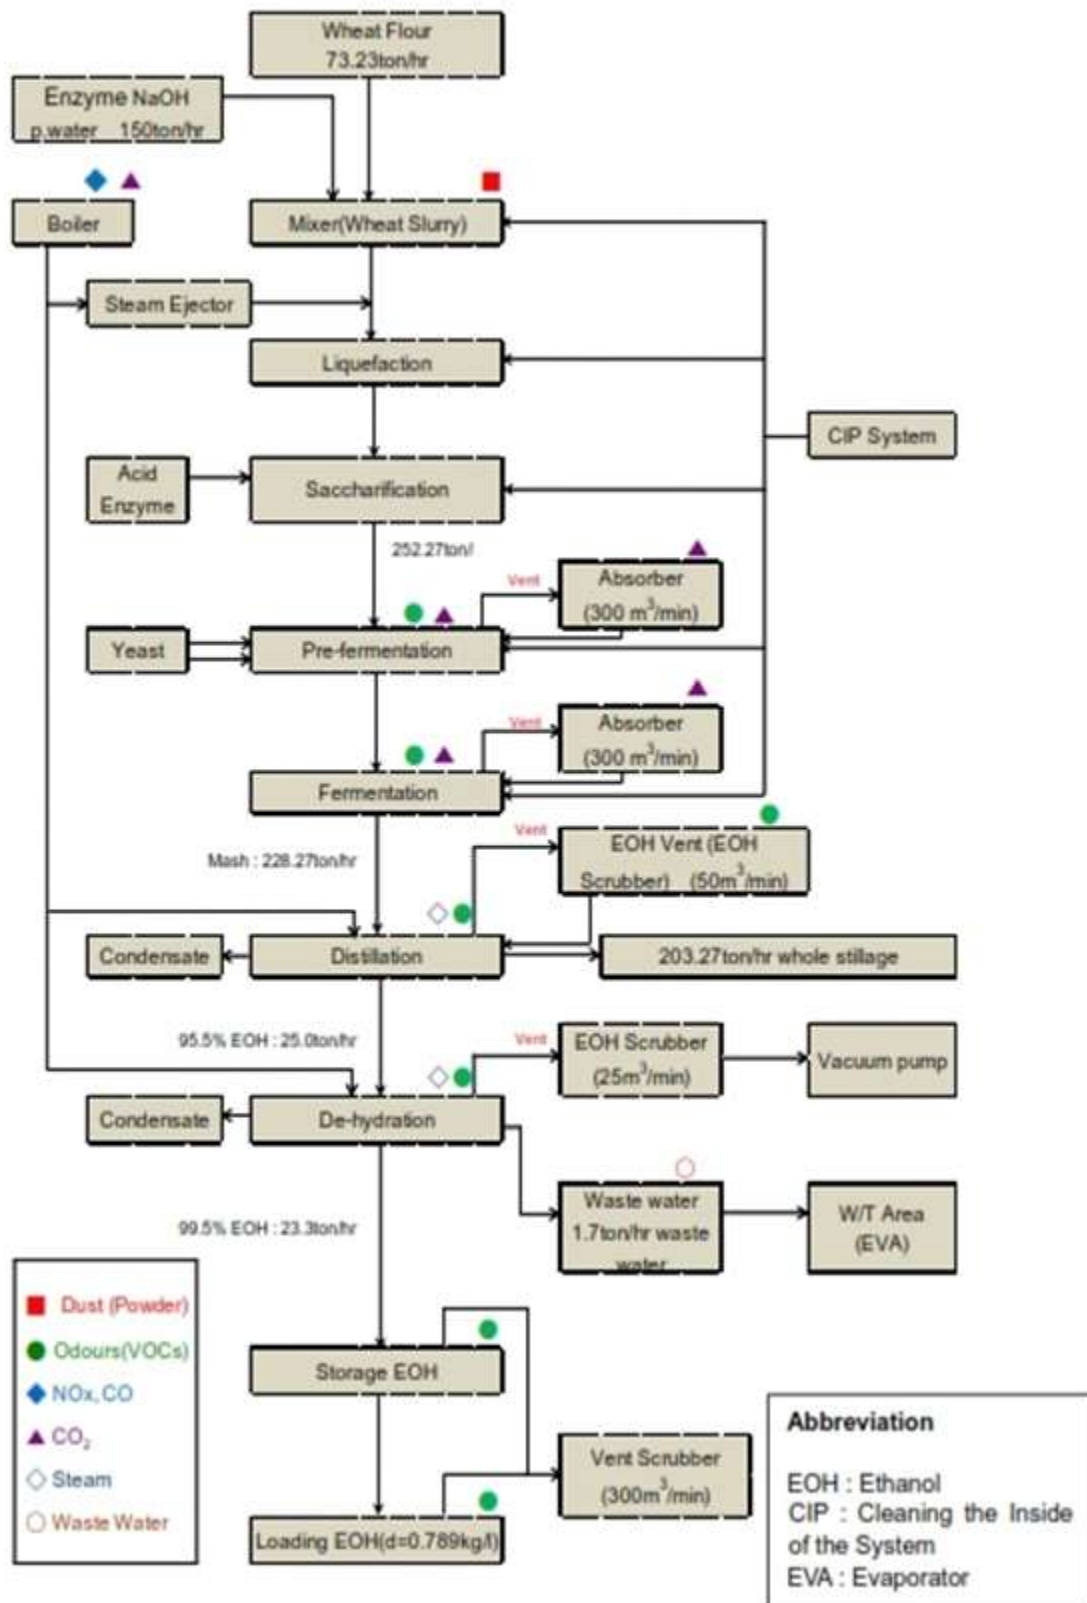 Wheat Flour
73.23ton/hr
Enzyme NaOH
p.water 150ton/hr
Boiler
Mixer(Wheat Slurry)
Steam Ejector
Liquefaction
CIP System
Acid
Enzyme
Saccharification
252.27ton/
Vent
Absorber
(300 m³/min)
Yeast
Pre-fermentation
Vent
Absorber
(300 m³/min)
Fermentation
Mash : 228.27ton/hr
Vent
EOH Vent (EOH
Scrubber) (50m³/min)
Condensate
Distillation
203.27ton/hr whole stillage
95.5% EOH : 25.0ton/hr
Vent
EOH Scrubber
(25m³/min)
Vacuum pump
Condensate
De-hydration
Waste water
1.7ton/hr waste
water
W/T Area
(EVA)
99.5% EOH : 23.3ton/hr
Dust (Powder)
Odours(VOCs)
NOx, CO
CO₂
Steam
Waste Water
Storage EOH
Vent Scrubber
(300m³/min)
Loading EOH(d=0.789kg/l)
Abbreviation
EOH : Ethanol
CIP : Cleaning the Inside
of the System
EVA : Evaporator